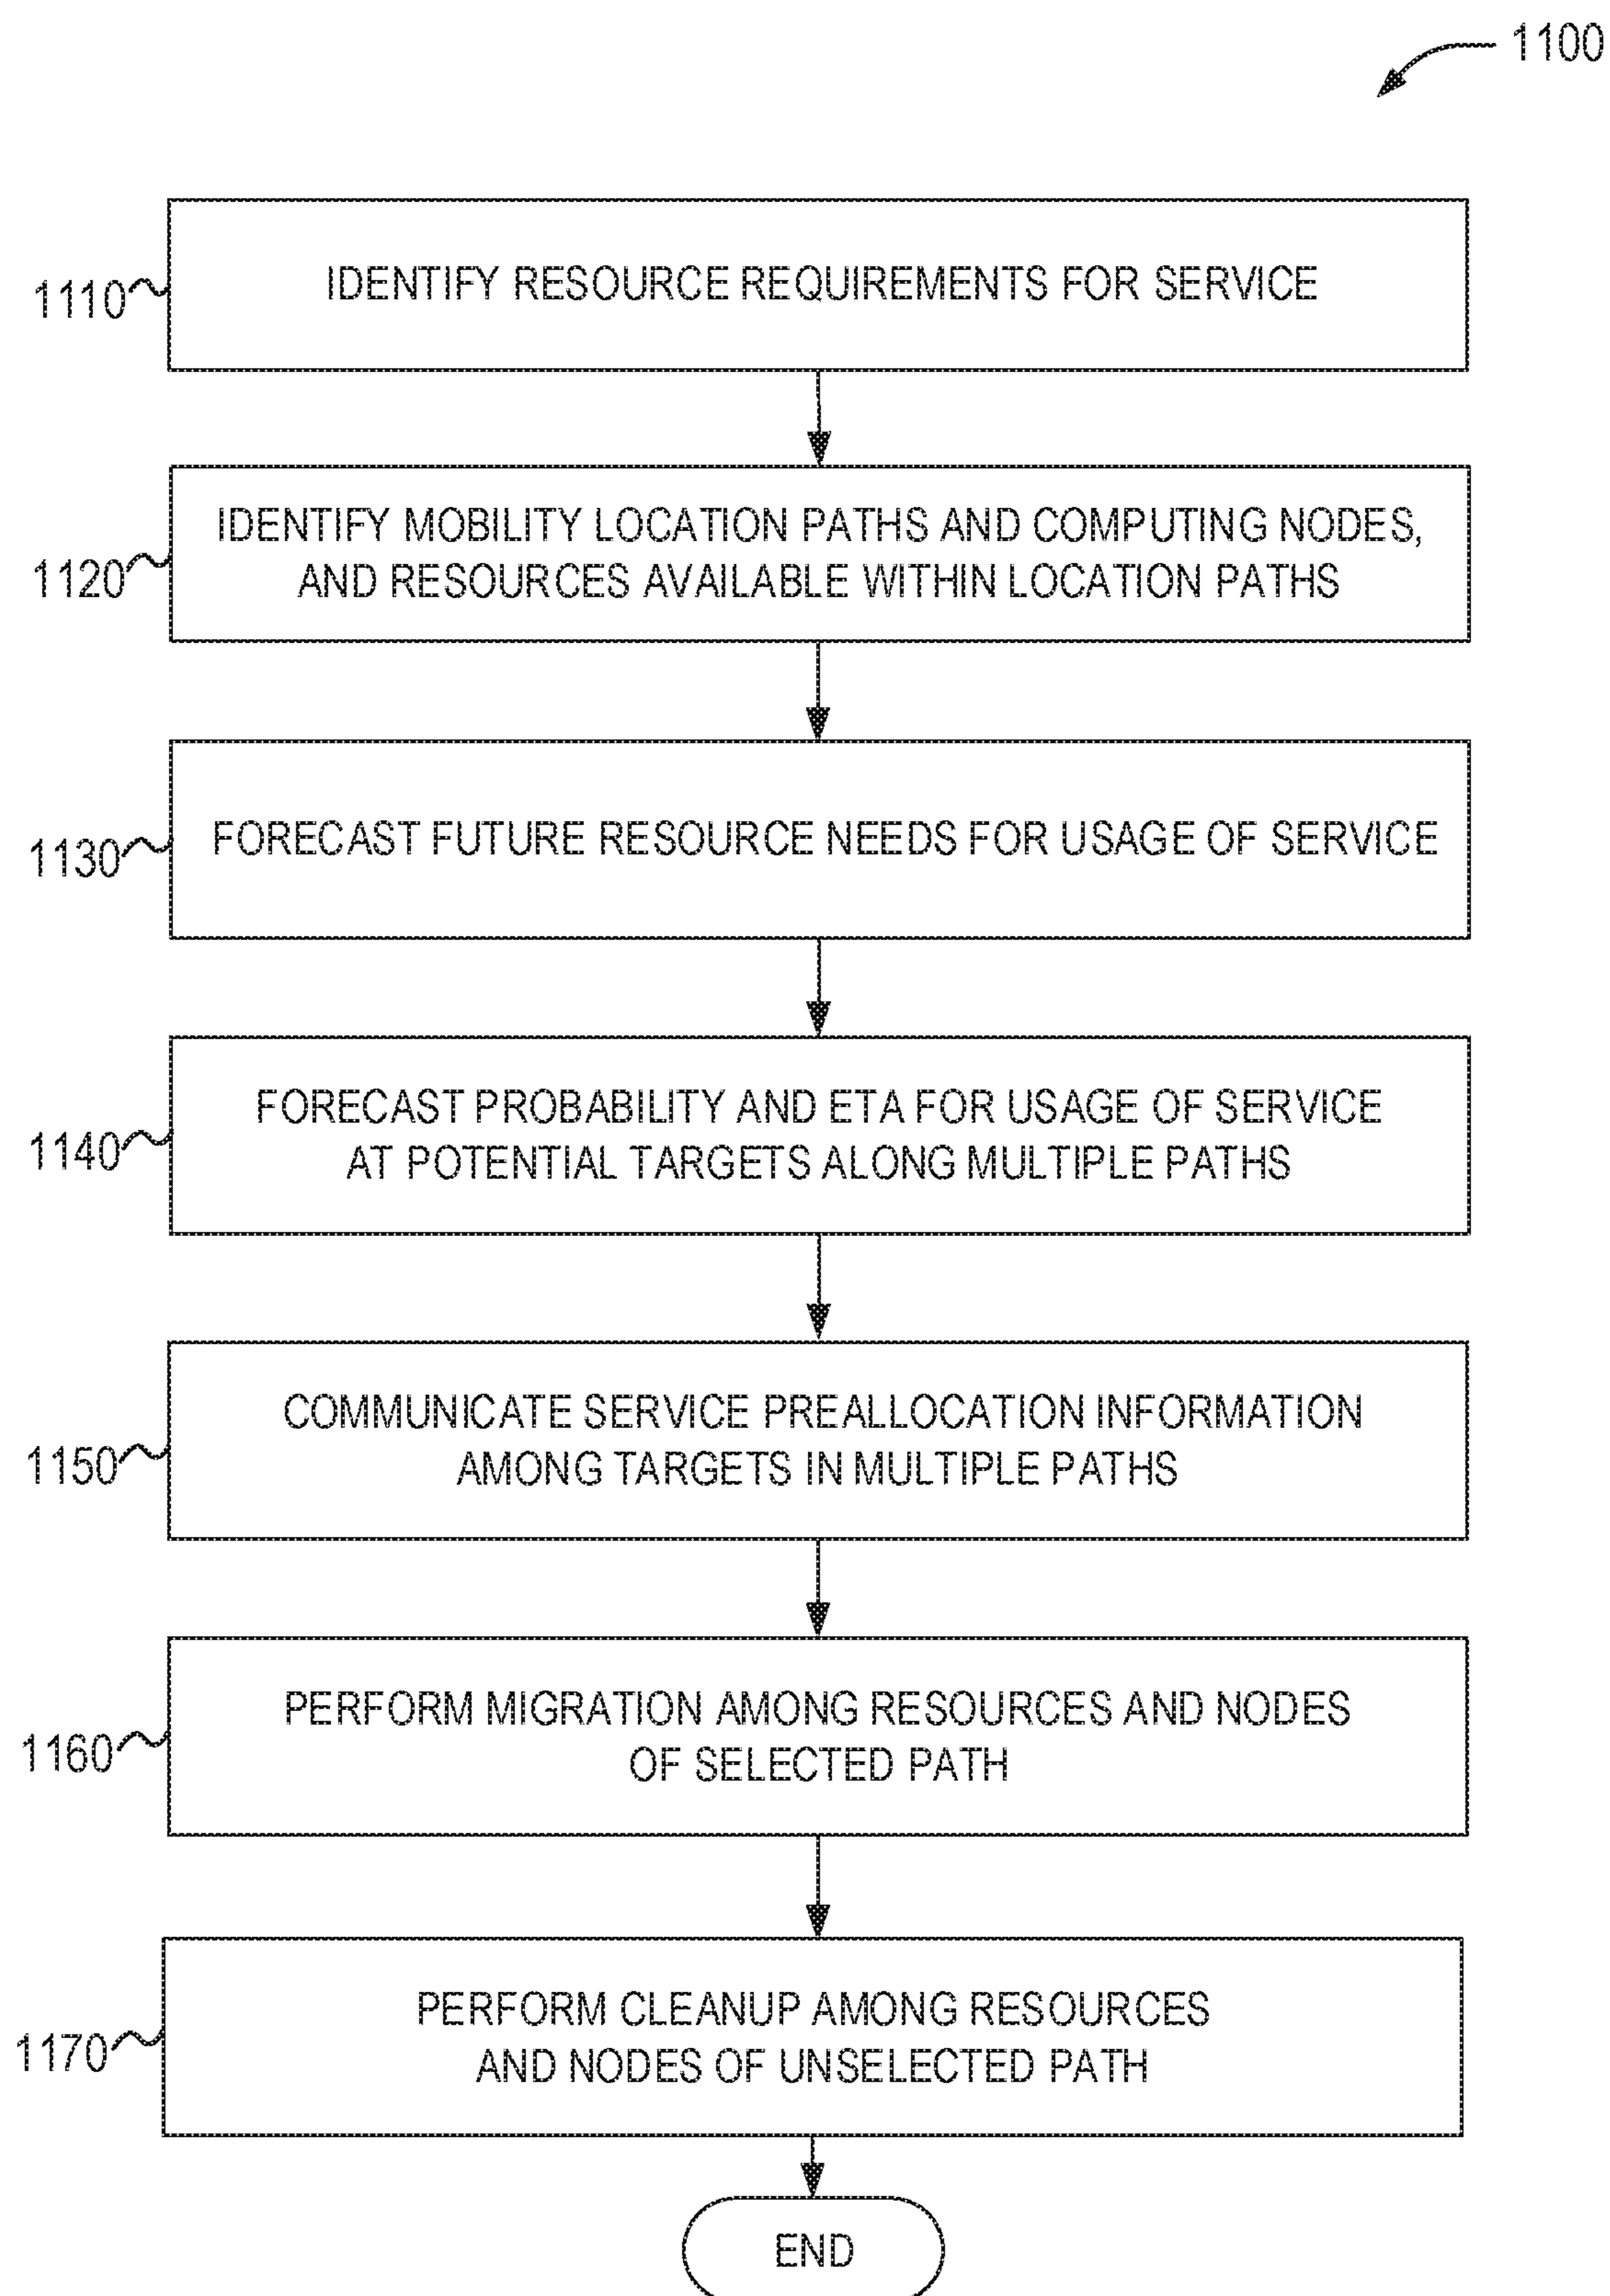 1100
1110
IDENTIFY RESOURCE REQUIREMENTS FOR SERVICE
1120
IDENTIFY MOBILITY LOCATION PATHS AND COMPUTING NODES,
AND RESOURCES AVAILABLE WITHIN LOCATION PATHS
1130
FORECAST FUTURE RESOURCE NEEDS FOR USAGE OF SERVICE
1140
FORECAST PROBABILITY AND ETA FOR USAGE OF SERVICE
AT POTENTIAL TARGETS ALONG MULTIPLE PATHS
1150
COMMUNICATE SERVICE PREALLOCATION INFORMATION
AMONG TARGETS IN MULTIPLE PATHS
1160
PERFORM MIGRATION AMONG RESOURCES AND NODES
OF SELECTED PATH
1170
PERFORM CLEANUP AMONG RESOURCES
AND NODES OF UNSELECTED PATH
END